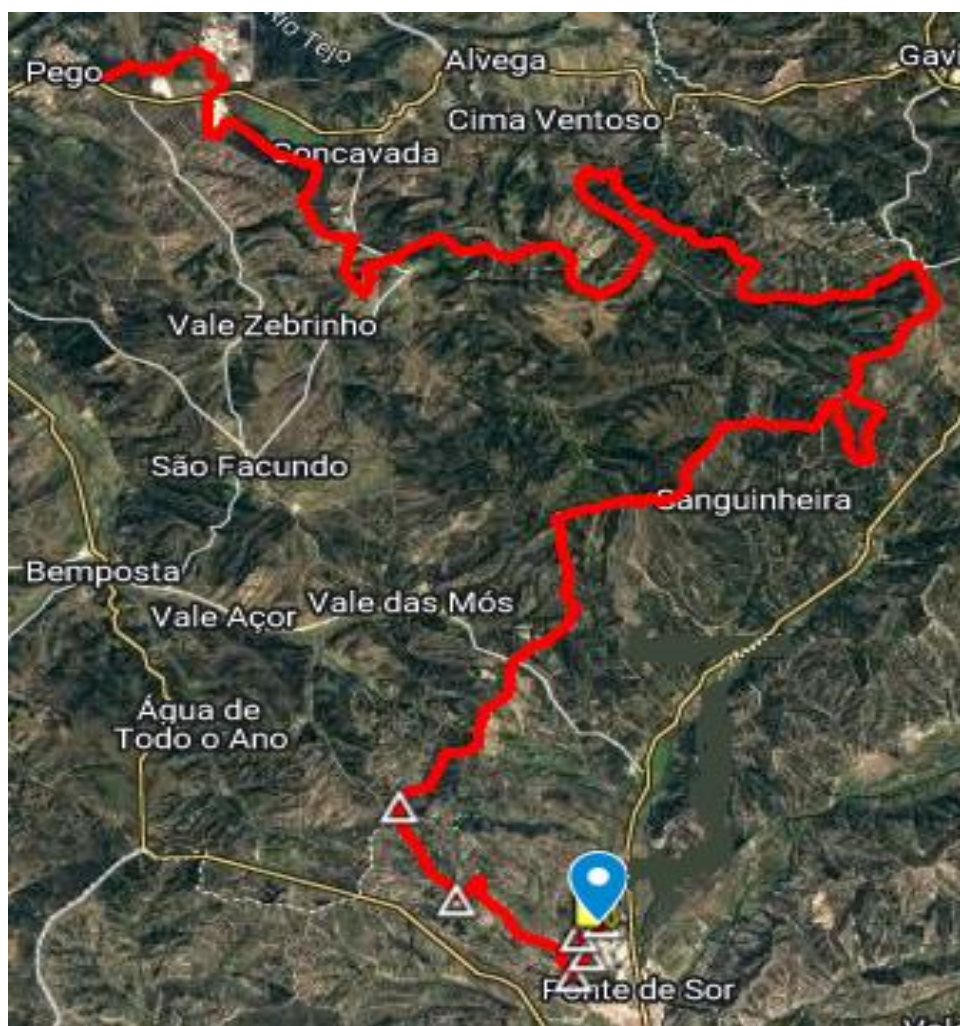 Rio Tejo
Pego
Alvega
Gavi
Cima Ventoso
Concavada
Vale Zebrinho
São Facundo
Sanguinheira
Bemposta
Vale Açor
Vale das Mós
Água de
Todo o Ano
Ponte de Sor